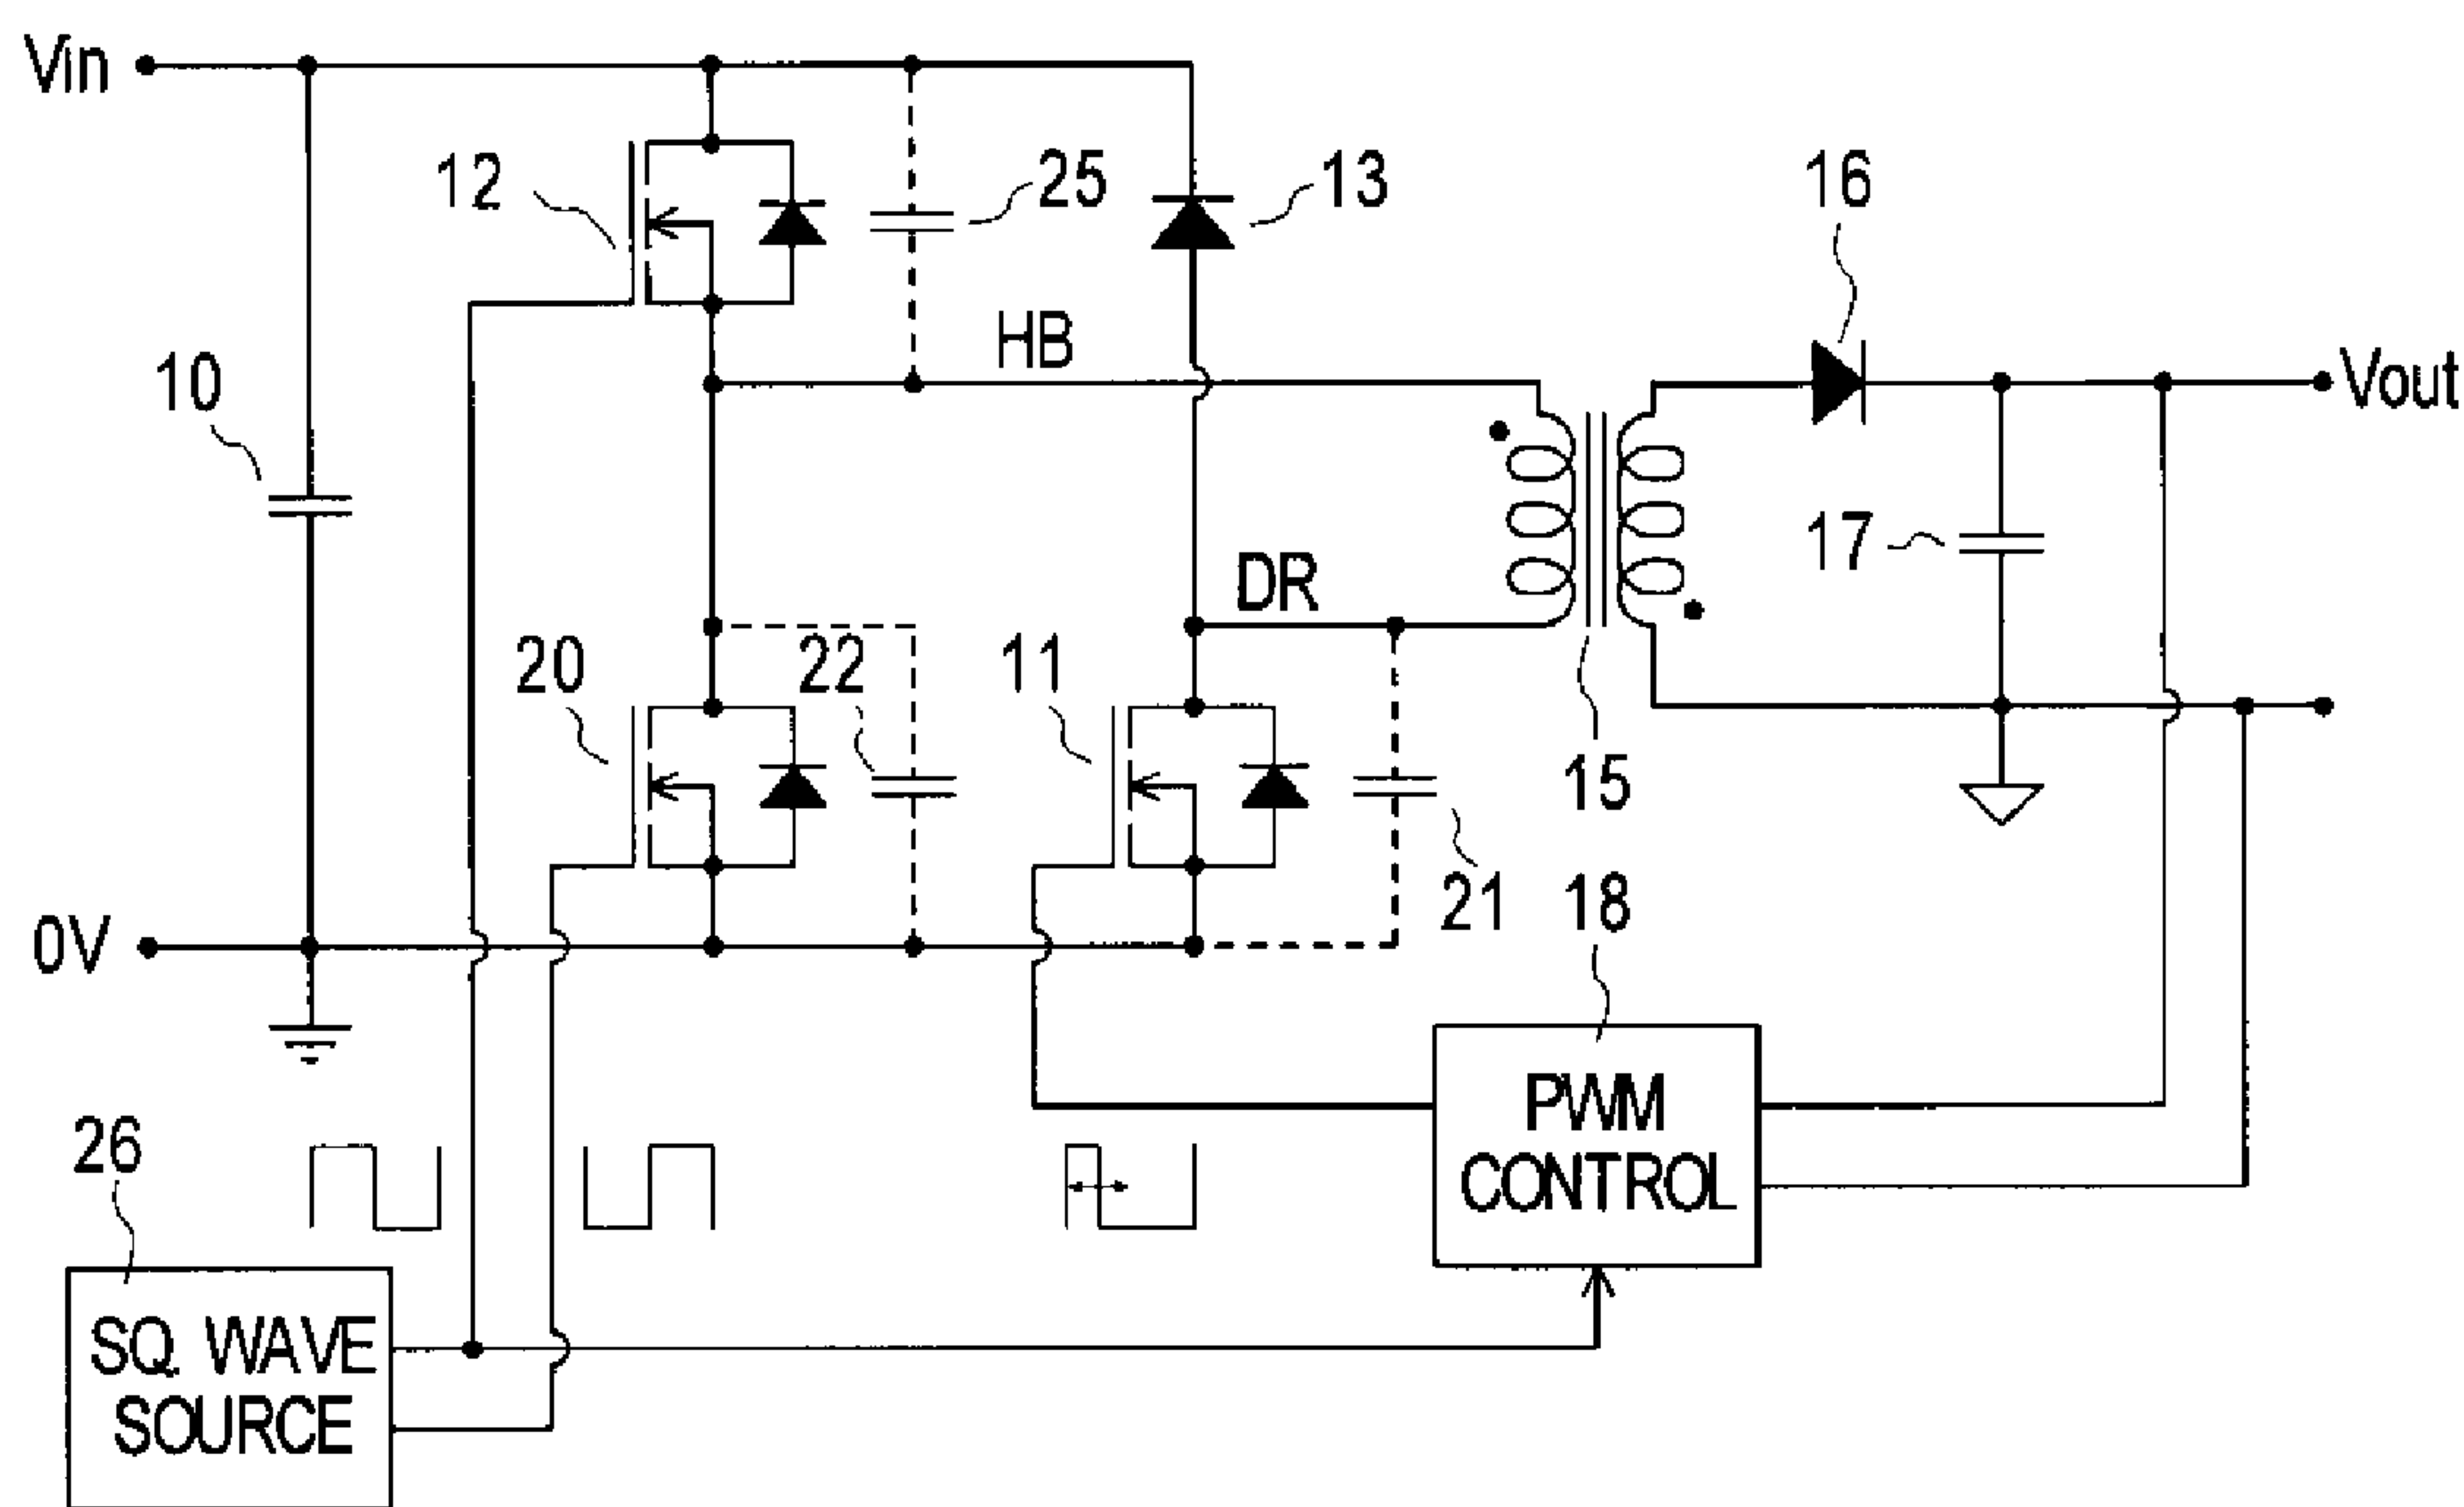 Vin
12
25
13
16
HB
10
Vout
17
DR
20
22
11
15
21
18
0V
PWM
CONTROL
26
SQ. WAVE
SOURCE